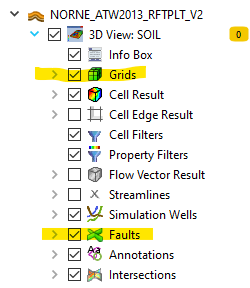 NORNE_ATW2013_RFTPLT_V2
3D View: SOIL 0
Info Box
Grids
Cell Result
Cell Edge Result
Cell Filters
Property Filters
Flow Vector Result
Streamlines
Simulation Wells
Faults
Annotations
Intersections